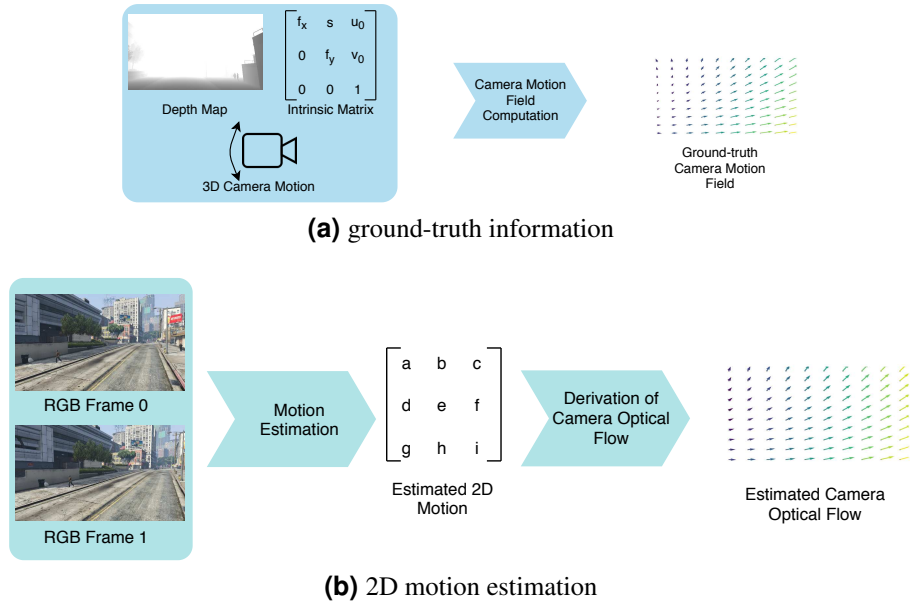 f_x s u_0
0 f_y v_0
0 0 1
Depth Map
Intrinsic Matrix
3D Camera Motion
Camera Motion
Field
Computation
Ground-truth
Camera Motion
Field
(a) ground-truth information
RGB Frame 0
RGB Frame 1
Motion
Estimation
a b c
d e f
g h i
Estimated 2D
Motion
Derivation of
Camera Optical
Flow
Estimated Camera
Optical Flow
(b) 2D motion estimation